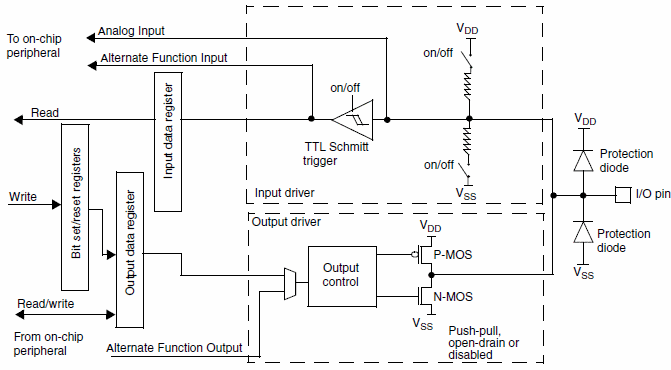 To on-chip
peripheral
Analog Input
Alternate Function Input
Read
Input data register
on/off
TTL Schmitt
trigger
VDD
on/off
on/off
VSS
Input driver
VDD
Protection
diode
I/O pin
Protection
diode
VSS
Write
Bit set/reset registers
Output data register
Read/write
From on-chip
peripheral
Alternate Function Output
Output driver
Output
control
VDD
P-MOS
N-MOS
VSS
Push-pull,
open-drain or
disabled